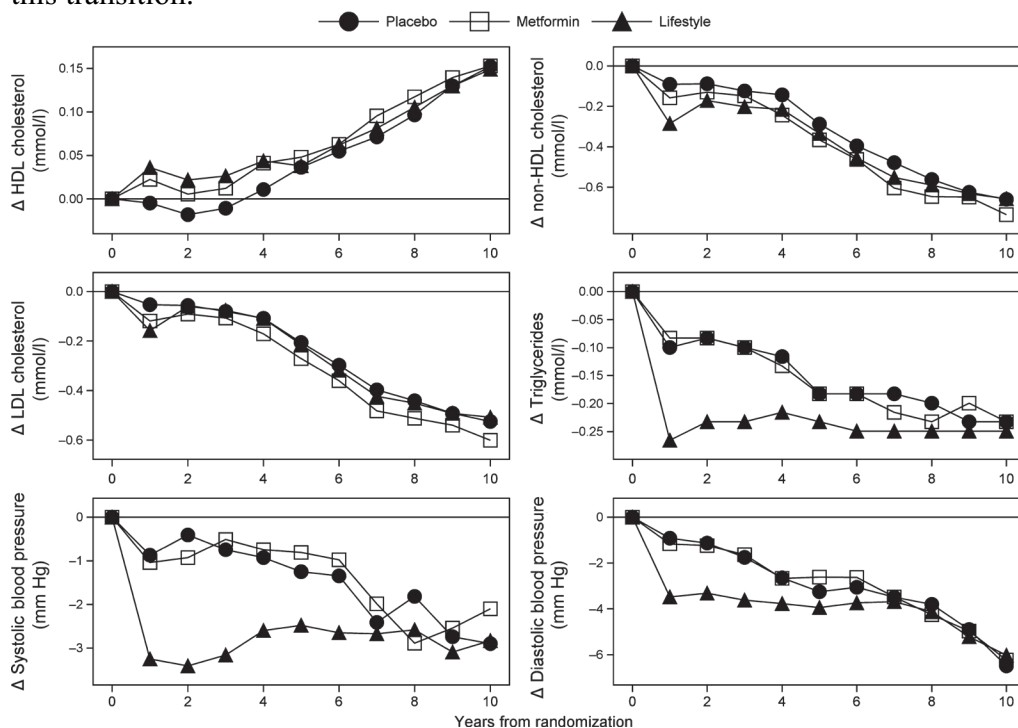 this transition.
Placebo Metformin Lifestyle
Δ HDL cholesterol
(mmol/l)
0.15
0.10
0.05
0.00
0 2 4 6 8 10
Δ non-HDL cholesterol
(mmol/l)
0.0
–0.2
–0.4
–0.6
0 2 4 6 8 10
Δ LDL cholesterol
(mmol/l)
0.0
–0.2
–0.4
–0.6
0 2 4 6 8 10
Δ Triglycerides
(mmol/l)
0.00
–0.05
–0.10
–0.15
–0.20
–0.25
0 2 4 6 8 10
Δ Systolic blood pressure
(mm Hg)
0
–1
–2
–3
0 2 4 6 8 10
Δ Diastolic blood pressure
(mm Hg)
0
–2
–4
–6
0 2 4 6 8 10
Years from randomization